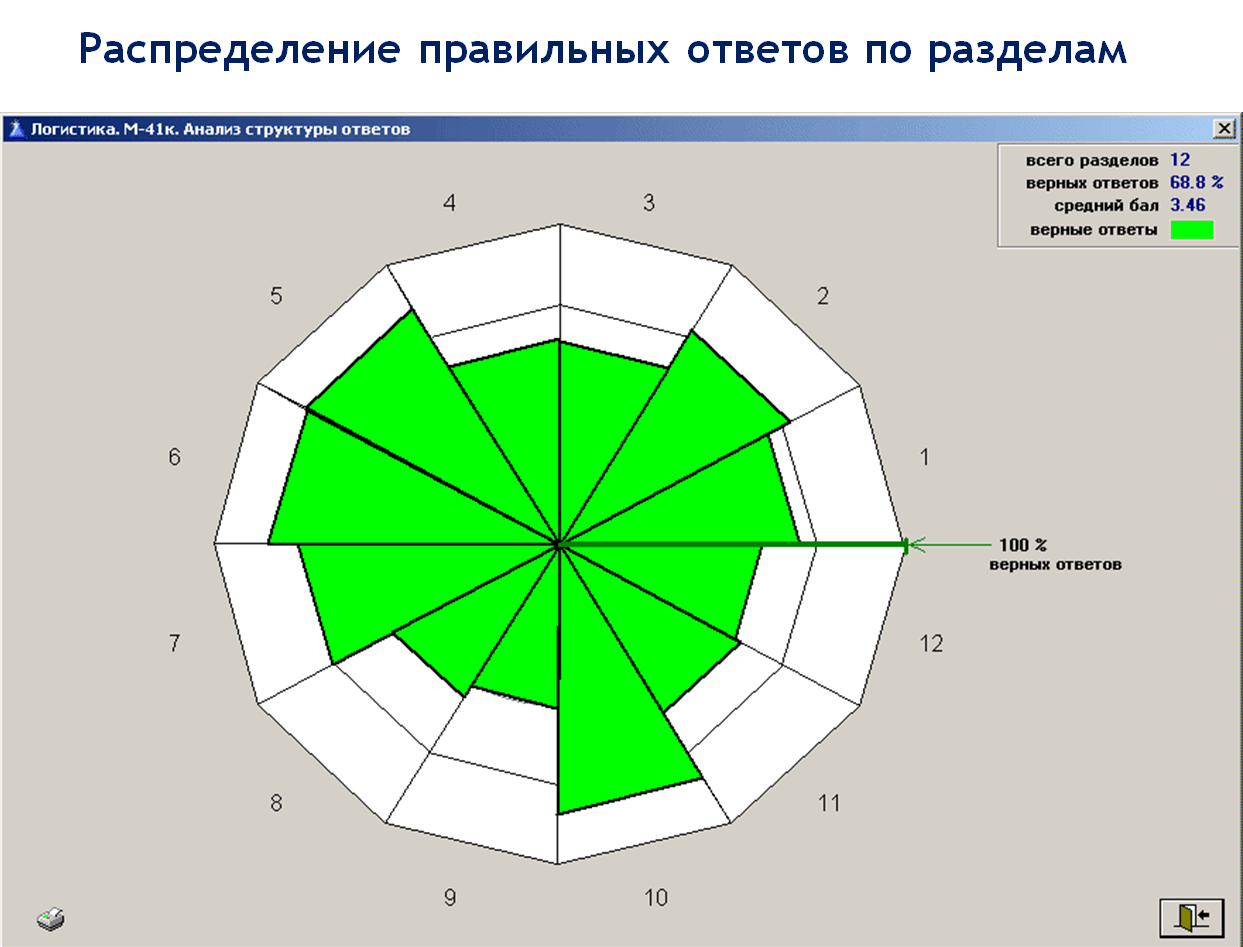 Распределение правильных ответов по разделам
Логистика. М-41к. Анализ структуры ответов
всего разделов 12
верных ответов 68.8 %
средний бал 3.46
верные ответы
4
3
5
2
6
1
100 %
верных ответов
7
12
8
11
9
10